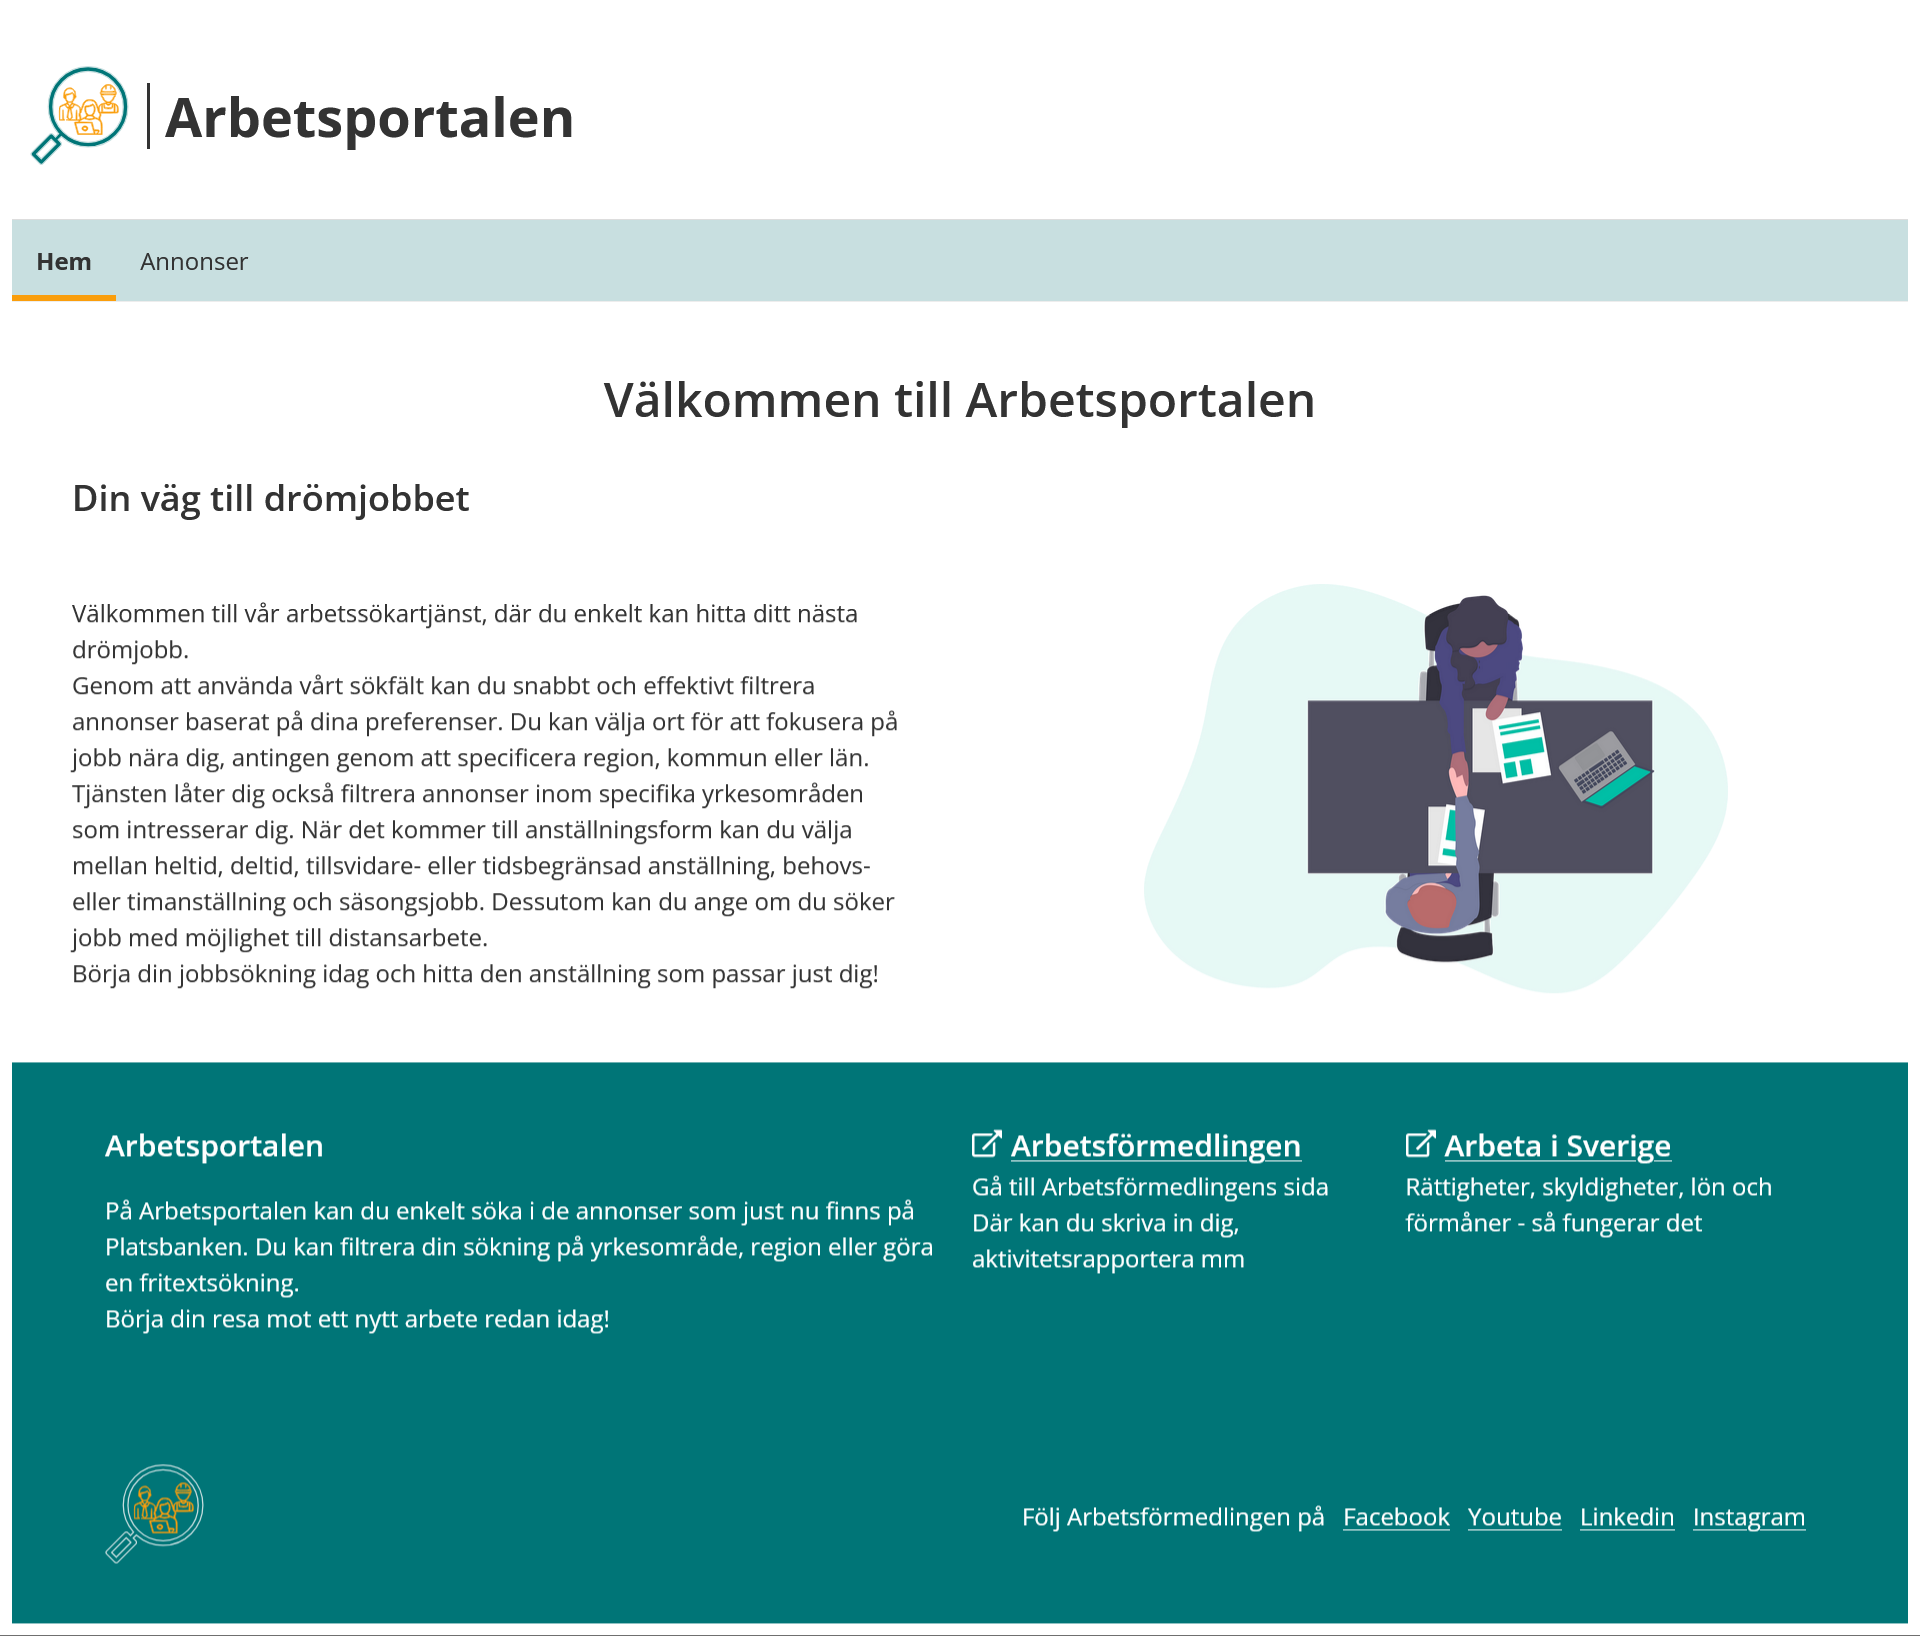 Arbetsportalen
Hem
Annonser
Välkommen till Arbetsportalen
Din väg till drömjobbet
Välkommen till vår arbetssökartjänst, där du enkelt kan hitta ditt nästa
drömjobb.
Genom att använda vårt sökfält kan du snabbt och effektivt filtrera
annonser baserat på dina preferenser. Du kan välja ort för att fokusera på
jobb nära dig, antingen genom att specificera region, kommun eller län.
Tjänsten låter dig också filtrera annonser inom specifika yrkesområden
som intresserar dig. När det kommer till anställningsform kan du välja
mellan heltid, deltid, tillsvidare- eller tidsbegränsad anställning, behovs-
eller timanställning och säsongsjobb. Dessutom kan du ange om du söker
jobb med möjlighet till distansarbete.
Börja din jobbsökning idag och hitta den anställning som passar just dig!
Arbetsportalen
På Arbetsportalen kan du enkelt söka i de annonser som just nu finns på
Platsbanken. Du kan filtrera din sökning på yrkesområde, region eller göra
en fritextsökning.
Börja din resa mot ett nytt arbete redan idag!
Arbetsförmedlingen
Gå till Arbetsförmedlingens sida
Där kan du skriva in dig,
aktivitetsrapportera mm
Arbeta i Sverige
Rättigheter, skyldigheter, lön och
förmåner - så fungerar det
Följ Arbetsförmedlingen på Facebook Youtube Linkedin Instagram